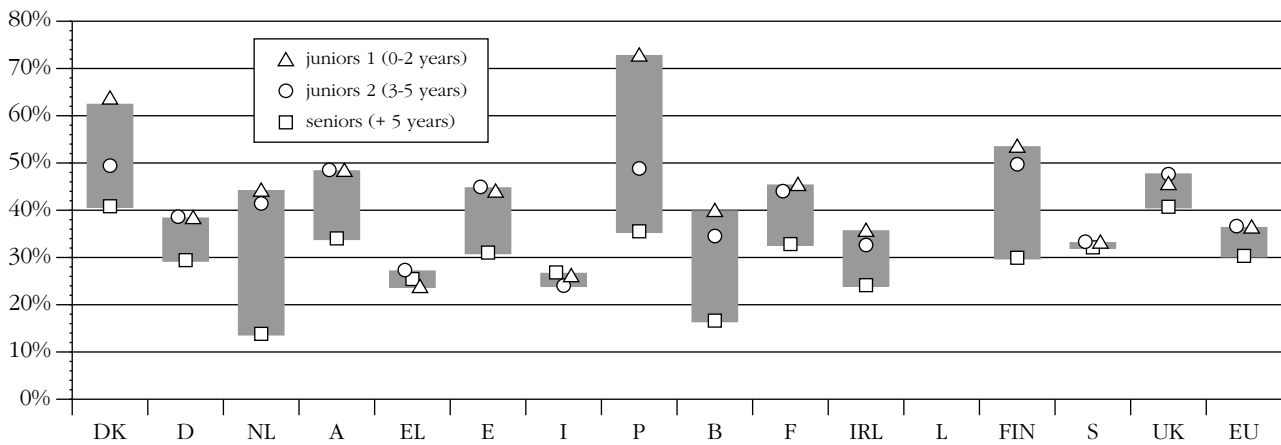 80%
70%
60%
50%
40%
30%
20%
10%
0%
juniors 1 (0-2 years)
juniors 2 (3-5 years)
seniors (+ 5 years)
DK D NL A EL E I P B F IRL L FIN S UK EU